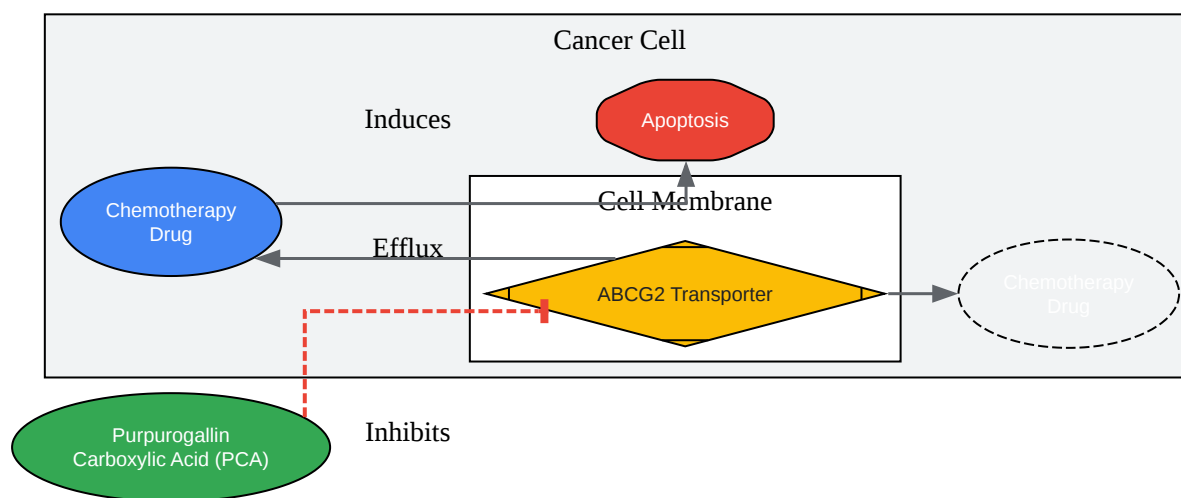 Cancer Cell
Induces
Apoptosis
Cell Membrane
Chemotherapy
Drug
Efflux
ABCG2 Transporter
Chemotherapy
Drug
Purpurogallin
Carboxylic Acid (PCA)
Inhibits